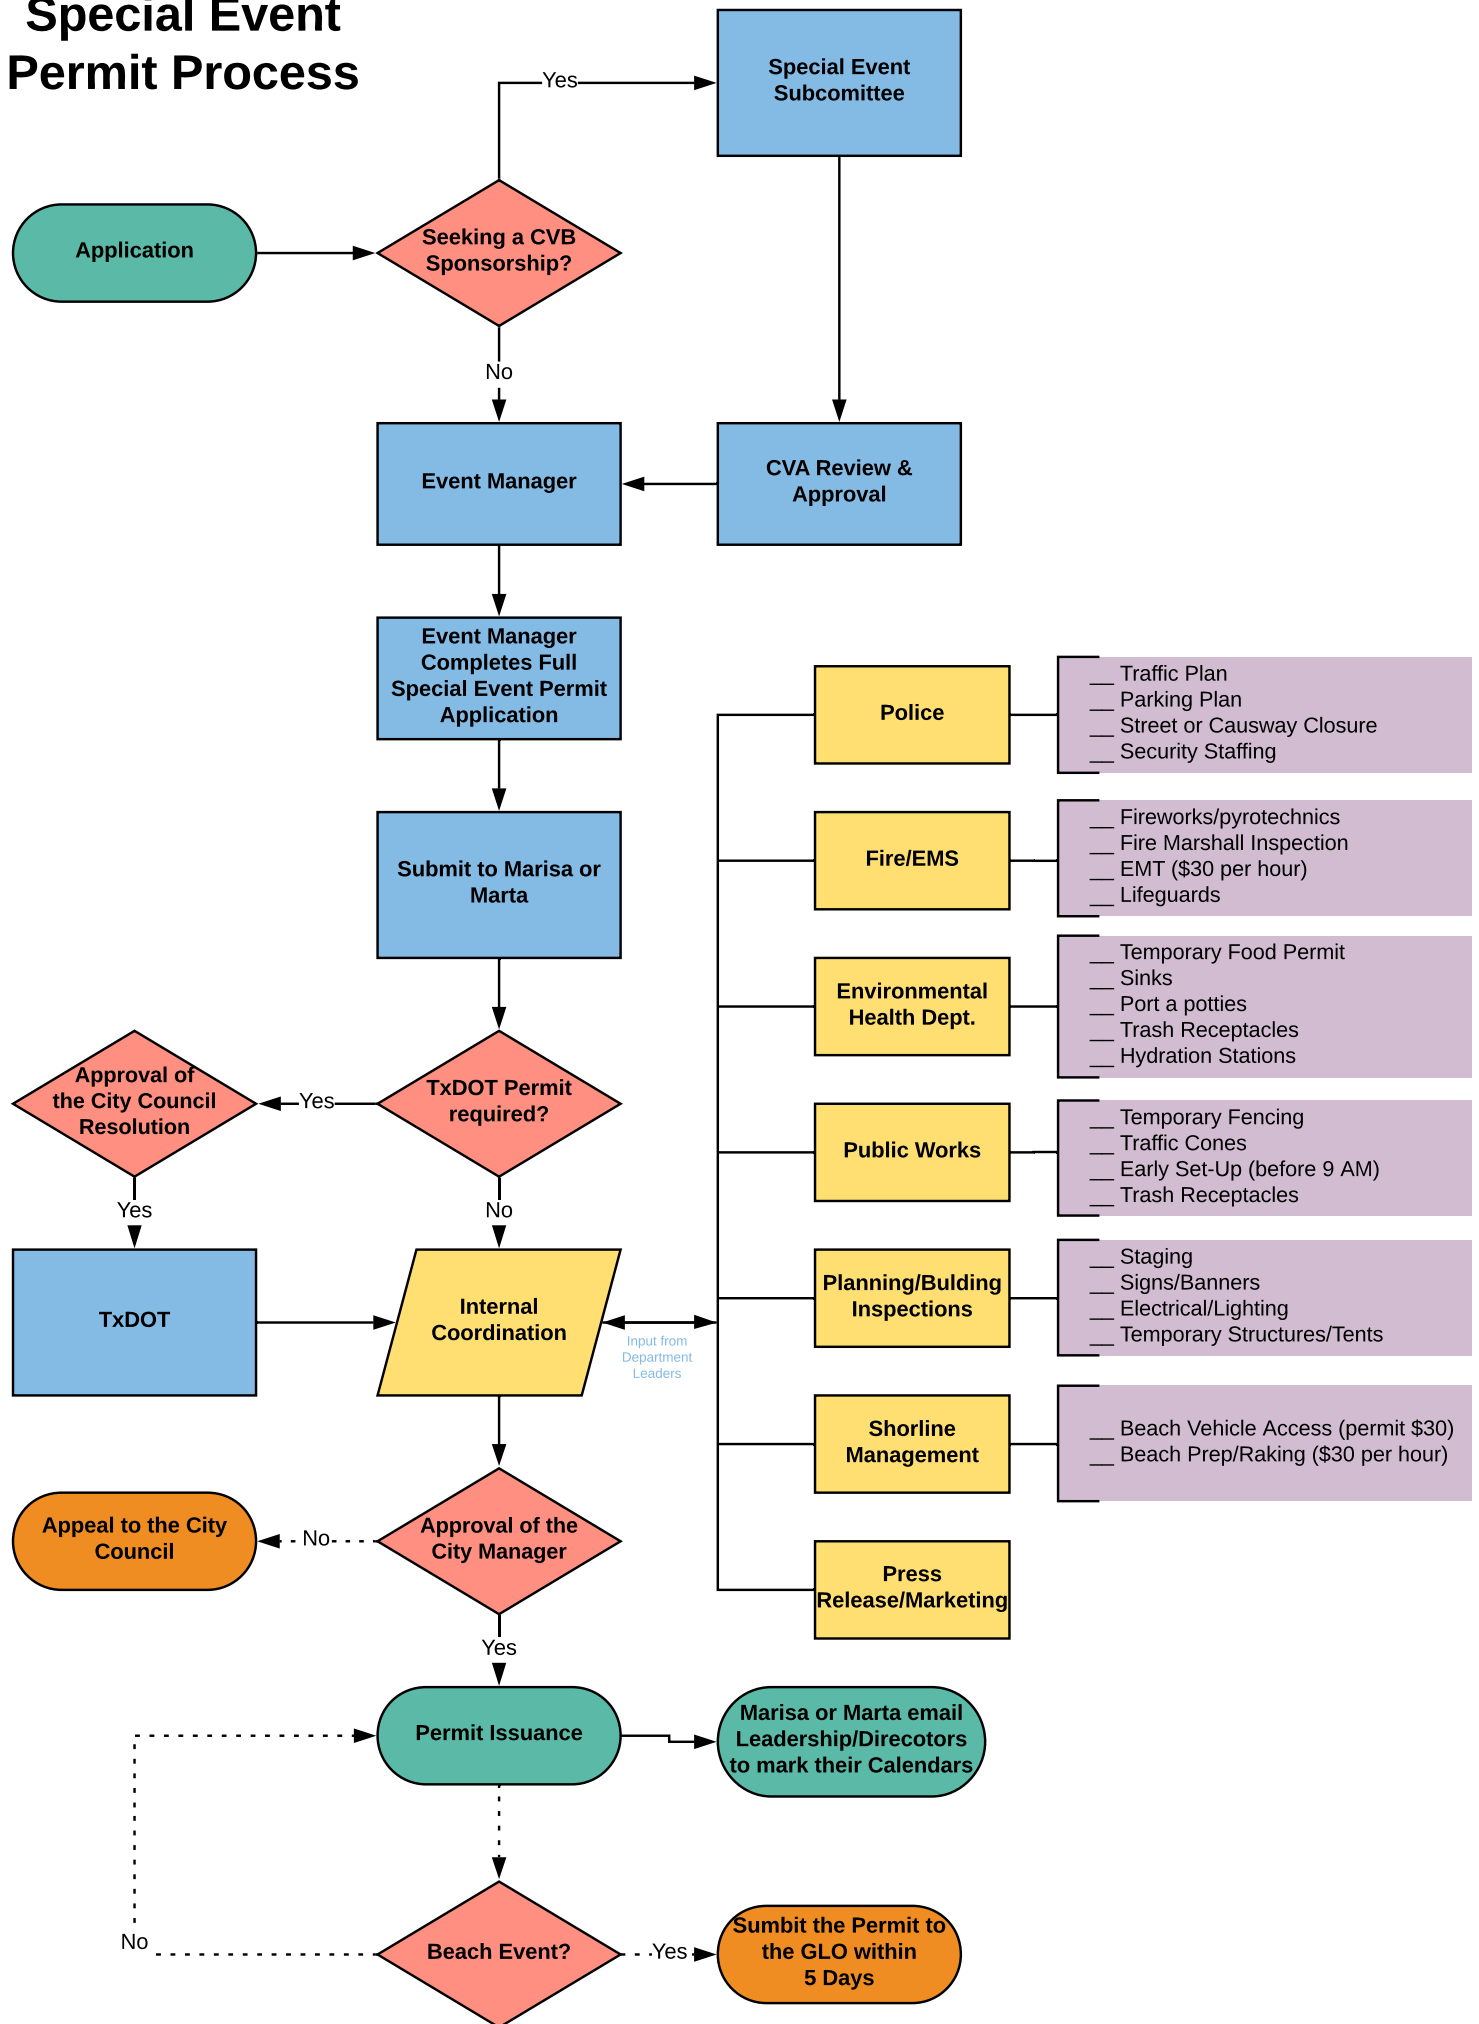 Special Event
Permit Process
Yes
Special Event
Subcomittee
Application
Seeking a CVB
Sponsorship?
No
Event Manager
CVA Review &
Approval
Event Manager
Completes Full
Special Event Permit
Application
Submit to Marisa or
Marta
Police
__ Traffic Plan
__ Parking Plan
__ Street or Causway Closure
__ Security Staffing
Fire/EMS
__ Fireworks/pyrotechnics
__ Fire Marshall Inspection
__ EMT ($30 per hour)
__ Lifeguards
Environmental
Health Dept.
__ Temporary Food Permit
__ Sinks
__ Port a potties
__ Trash Receptacles
__ Hydration Stations
Approval of
the City Council
Resolution
Yes
TxDOT Permit
required?
Public Works
__ Temporary Fencing
__ Traffic Cones
__ Early Set-Up (before 9 AM)
__ Trash Receptacles
Yes
No
TxDOT
Internal
Coordination
Input from
Department
Leaders
Planning/Bulding
Inspections
__ Staging
__ Signs/Banners
__ Electrical/Lighting
__ Temporary Structures/Tents
Shorline
Management
__ Beach Vehicle Access (permit $30)
__ Beach Prep/Raking ($30 per hour)
Appeal to the City
Council
No
Approval of the
City Manager
Press
Release/Marketing
Yes
Permit Issuance
Marisa or Marta email
Leadership/Direcotors
to mark their Calendars
No
Beach Event?
Yes
Sumbit the Permit to
the GLO within
5 Days